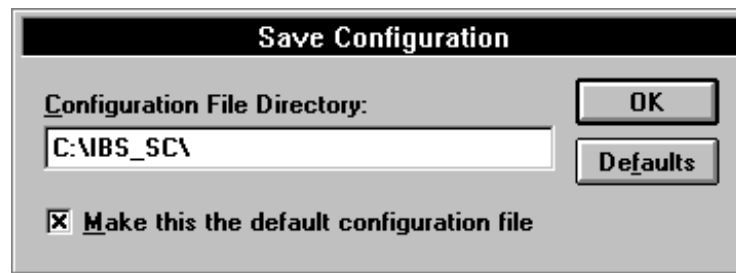 Save Configuration
Configuration File Directory:
OK
C:\IBS_SC\
Defaults
Make this the default configuration file